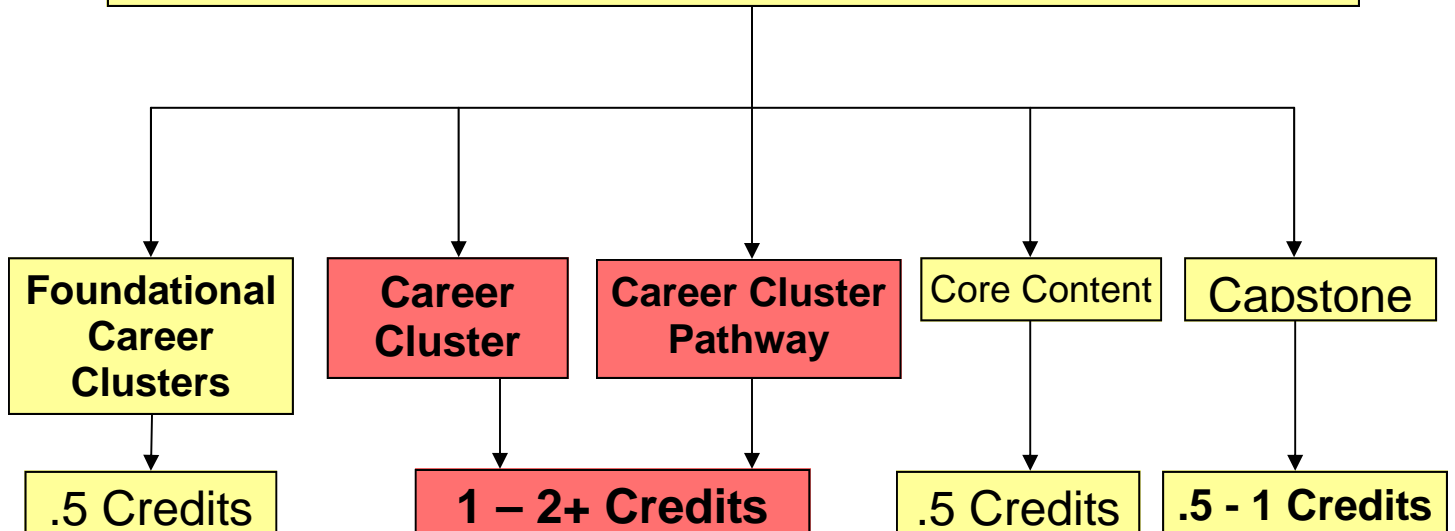 Foundational
Career
Clusters
Career
Cluster
Career Cluster
Pathway
Core Content
Capstone
.5 Credits
1 – 2+ Credits
.5 Credits
.5 - 1 Credits